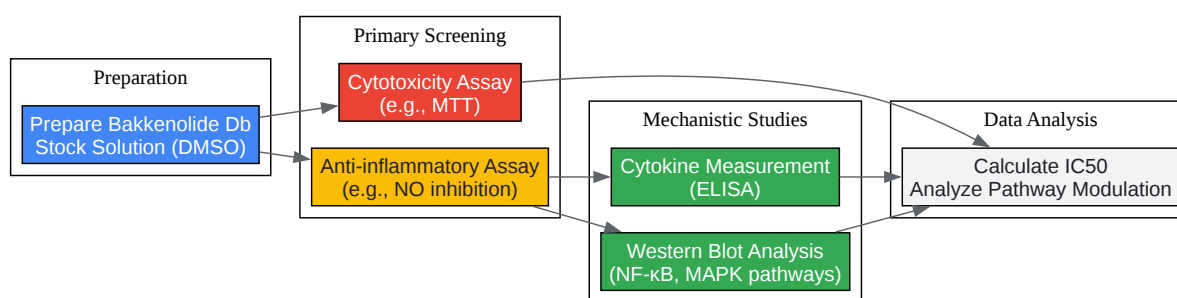 Preparation
Prepare Bakkenolide Db
Stock Solution (DMSO)
Primary Screening
Cytotoxicity Assay
(e.g., MTT)
Anti-inflammatory Assay
(e.g., NO inhibition)
Mechanistic Studies
Cytokine Measurement
(ELISA)
Western Blot Analysis
(NF-κB, MAPK pathways)
Data Analysis
Calculate IC50
Analyze Pathway Modulation